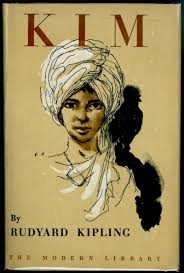 KIM
By
RUDYARD KIPLING
THE MODERN LIBRARY